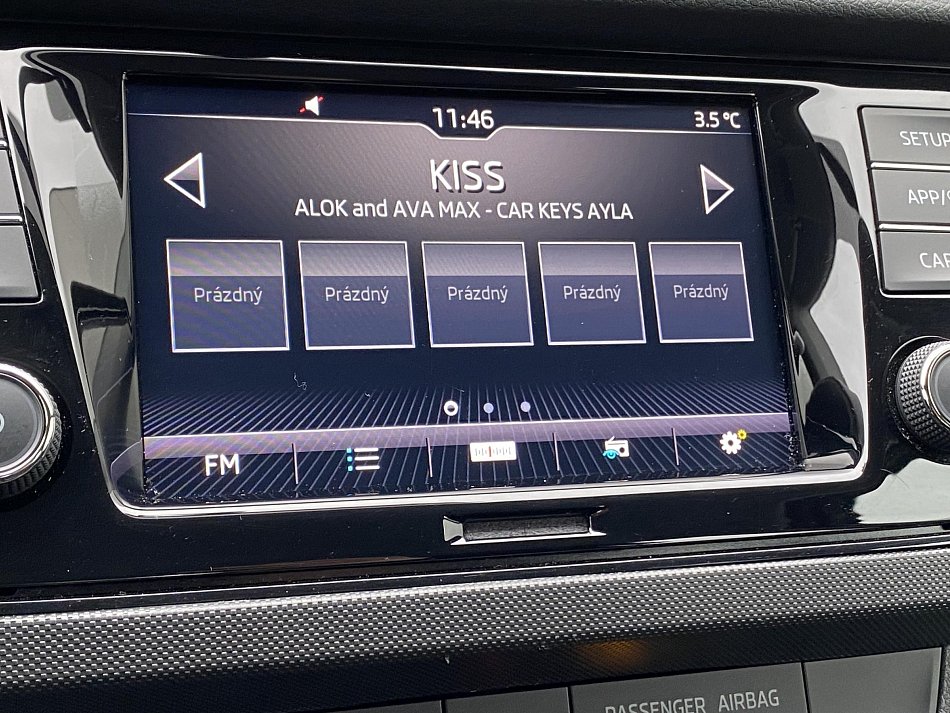 11:46
3.5 °C
KISS
ALOK and AVA MAX - CAR KEYS AYLA
Prázdný
Prázdný
Prázdný
Prázdný
Prázdný
FM
SETUP
APP/
CAR
PASSENGER AIRBAG